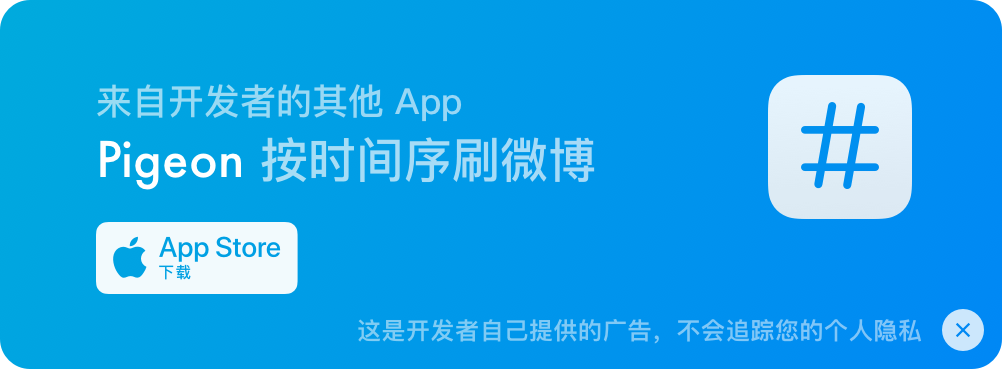 来自开发者的其他 App
Pigeon 按时间序刷微博
#
App Store
下载
这是开发者自己提供的广告，不会追踪您的个人隐私